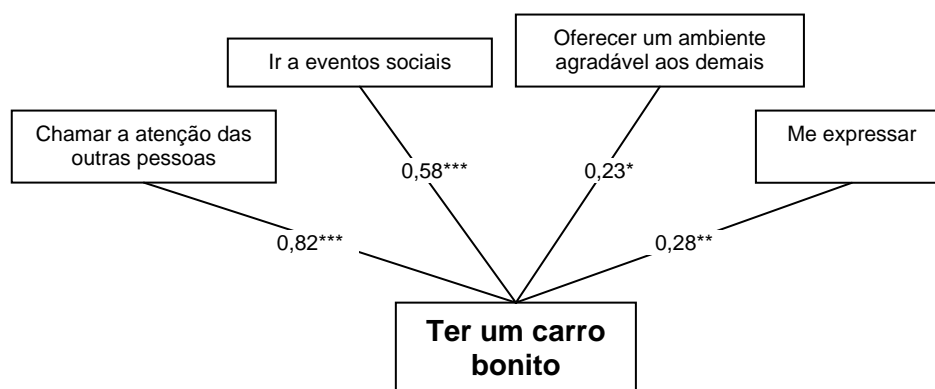 Oferecer um ambiente
agradável aos demais
Ir a eventos sociais
Chamar a atenção das
outras pessoas
Me expressar
0,58***
0,23*
0,82***
0,28**
Ter um carro
bonito